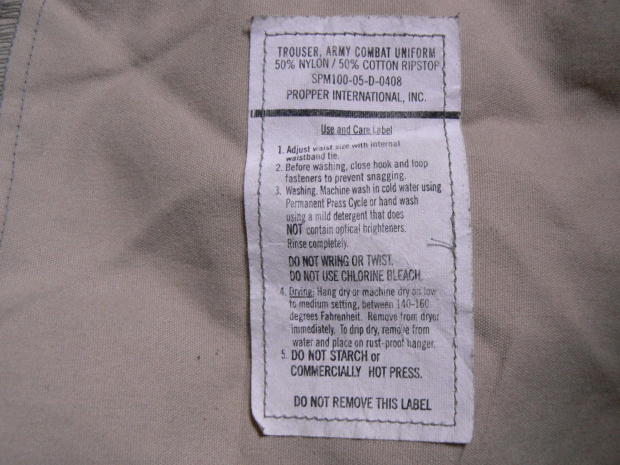 TROUSER, ARMY COMBAT UNIFORM
50% NYLON / 50% COTTON RIPSTOP
SPM100-05-D-0408
PROPPER INTERNATIONAL, INC.
Use and Care Label
1. Adjust waist size with internal
waistband tie.
2. Before washing, close hook and loop
fasteners to prevent snagging.
3. Washing. Machine wash in cold water using
Permanent Press Cycle or hand wash
using a mild detergent that does
NOT contain optical brighteners.
Rinse completely.
DO NOT WRING OR TWIST.
DO NOT USE CHLORINE BLEACH.
4. Drying: Hang dry or machine dry on low
to medium setting, between 140-160
degrees Fahrenheit. Remove from dryer
immediately. To drip dry, remove from
water and place on rust-proof hanger.
5. DO NOT STARCH or
COMMERCIALLY HOT PRESS.
DO NOT REMOVE THIS LABEL